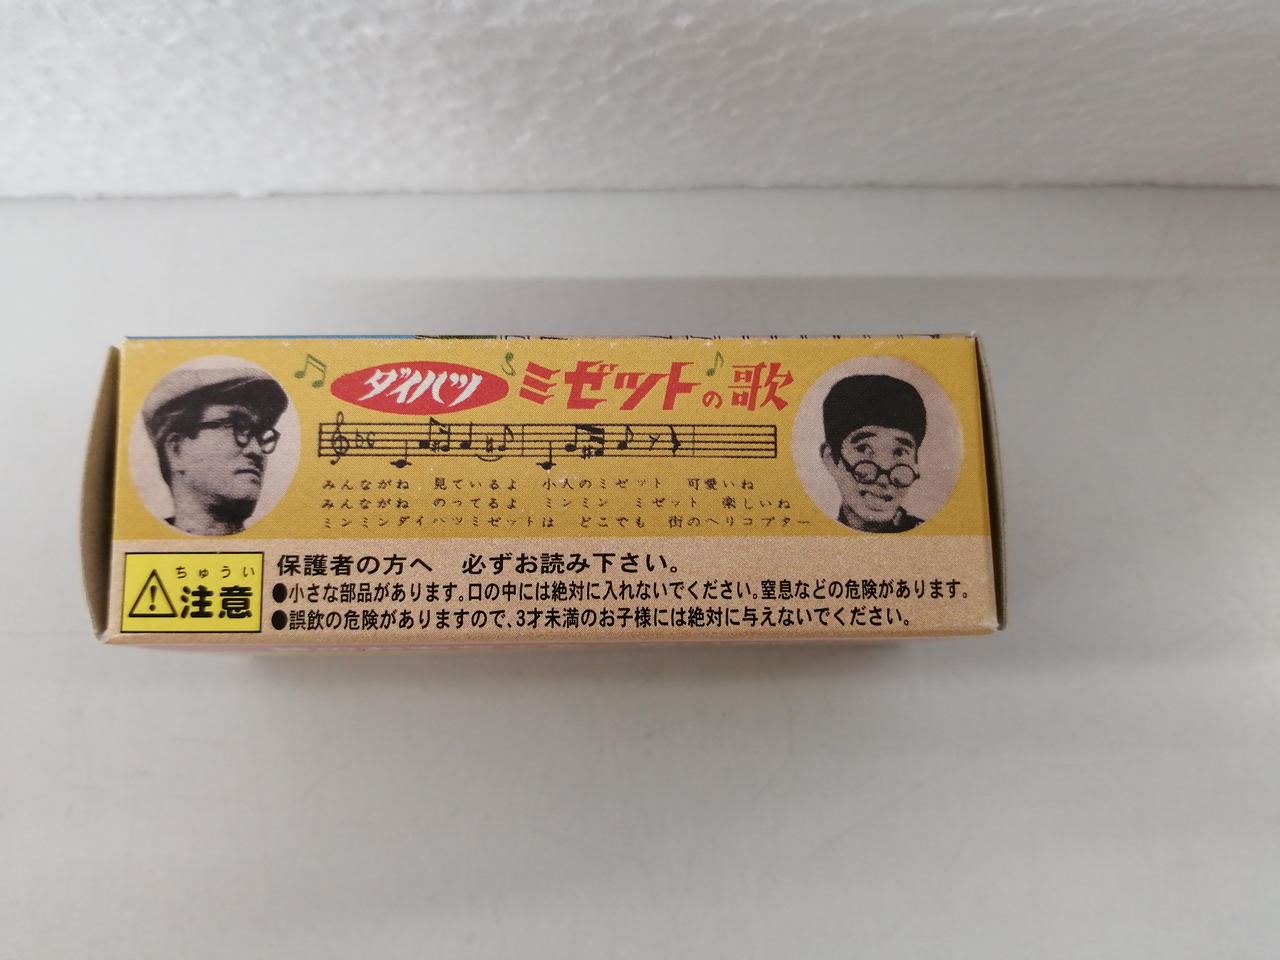 ダイハツ ミゼットの歌
みんながね 見ているよ 小人のミゼット 可愛いね
みんながね のってるよ ミンミン ミゼット 楽しいね
ミンミンダイハツミゼットは どこでも 街のヘリコプター
ちゅうい
注意
保護者の方へ 必ずお読み下さい。
●小さな部品があります。口の中には絶対に入れないでください。窒息などの危険があります。
●誤飲の危険がありますので、3才未満のお子様には絶対に与えないでください。